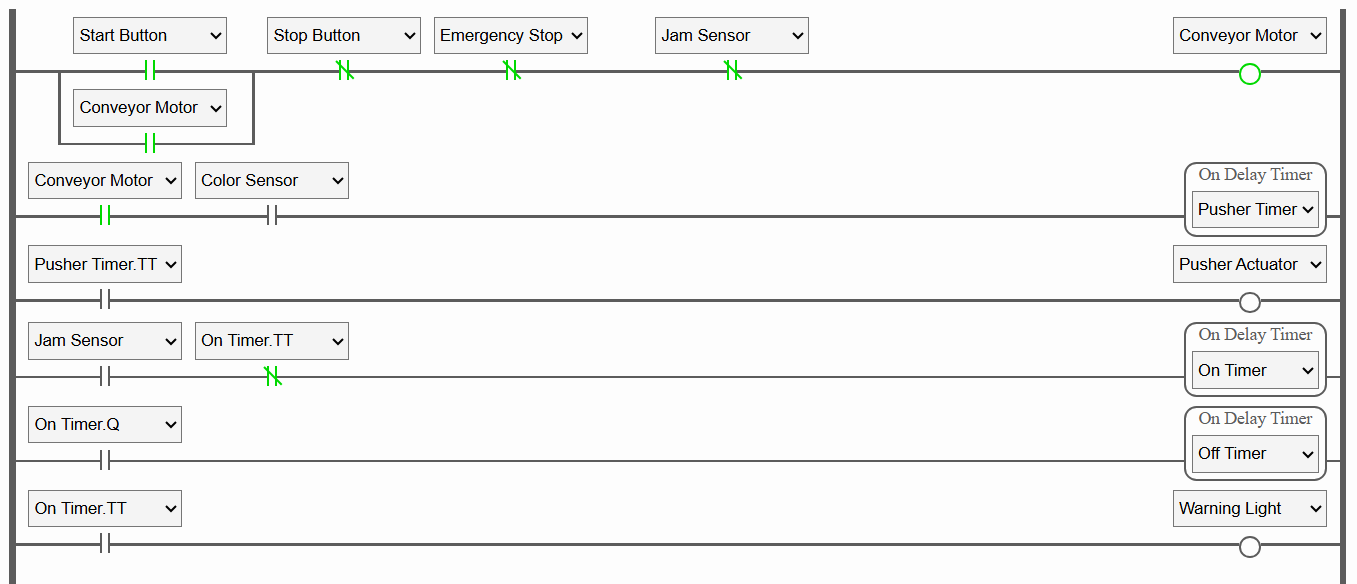 Start Button Stop Button Emergency Stop Jam Sensor Conveyor Motor
Conveyor Motor
Conveyor Motor Color Sensor On Delay Timer
Pusher Timer
Pusher Timer.TT Pusher Actuator
Jam Sensor On Timer.TT On Delay Timer
On Timer
On Timer.Q On Delay Timer
Off Timer
On Timer.TT Warning Light